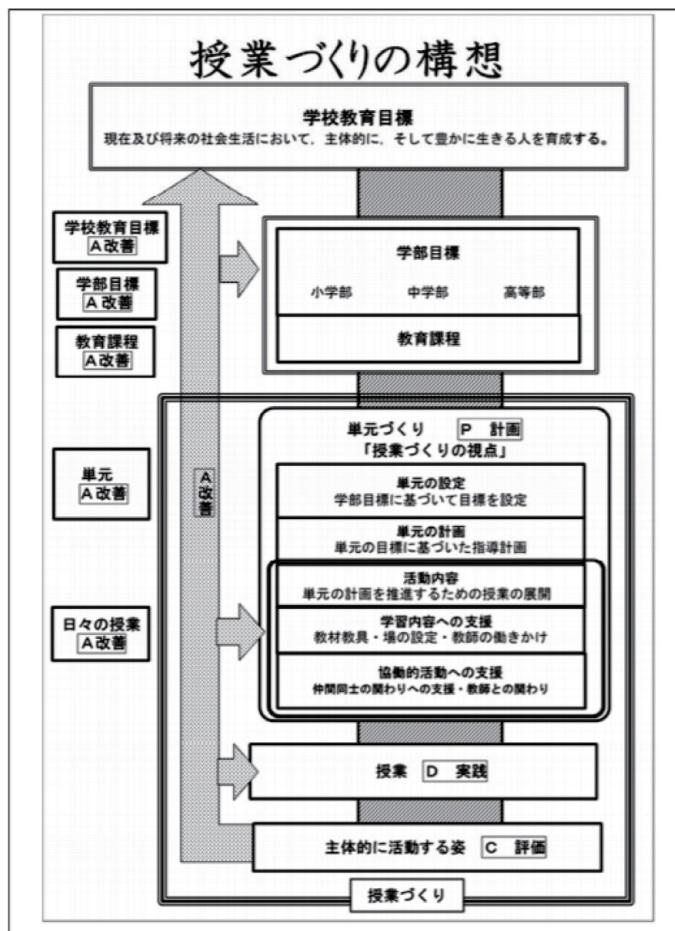 授業づくりの構想
学校教育目標
現在及び将来の社会生活において，主体的に，そして豊かに生きる人を育成する。
学校教育目標
A改善
学部目標
A改善
教育課程
A改善
学部目標
小学部 中学部 高等部
教育課程
単元づくり P 計画
「授業づくりの視点」
単元の設定
学部目標に基づいて目標を設定
単元の計画
単元の目標に基づいた指導計画
活動内容
単元の計画を推進するための授業の展開
学習内容への支援
教材教具・場の設定・教師の働きかけ
協働的活動への支援
仲間同士の関わりへの支援・教師との関わり
単元
A改善
A改善
日々の授業
A改善
授業 D 実践
主体的に活動する姿 C 評価
授業づくり